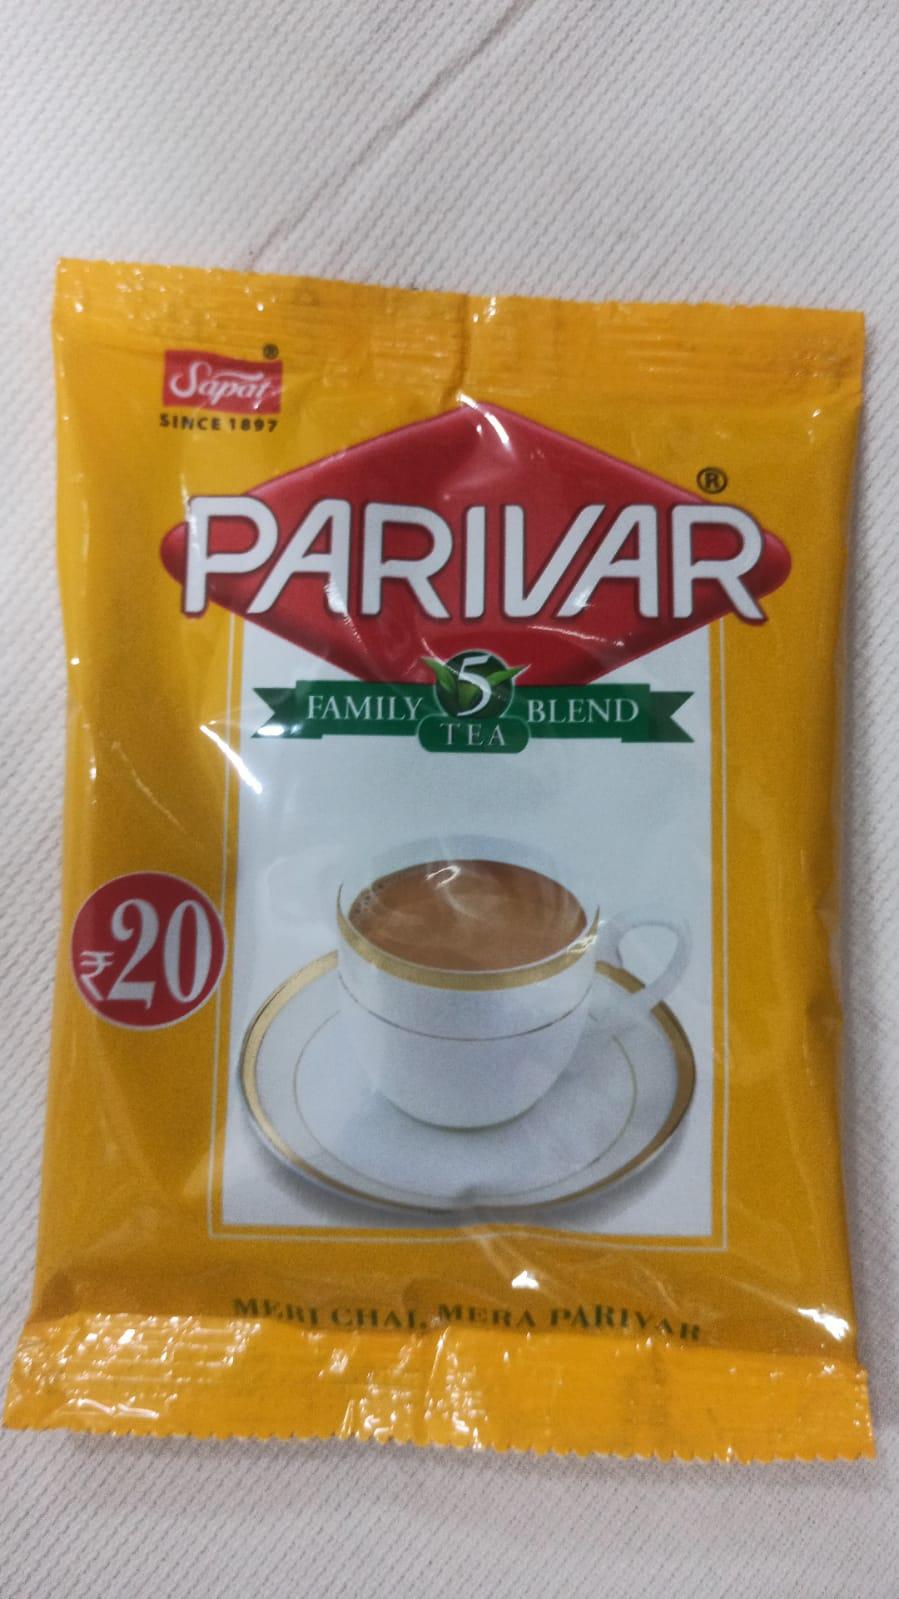 Sapat®
SINCE 1897
PARIVAR®
FAMILY 5 BLEND
TEA
₹20
MERI CHAI, MERA PARIVAR